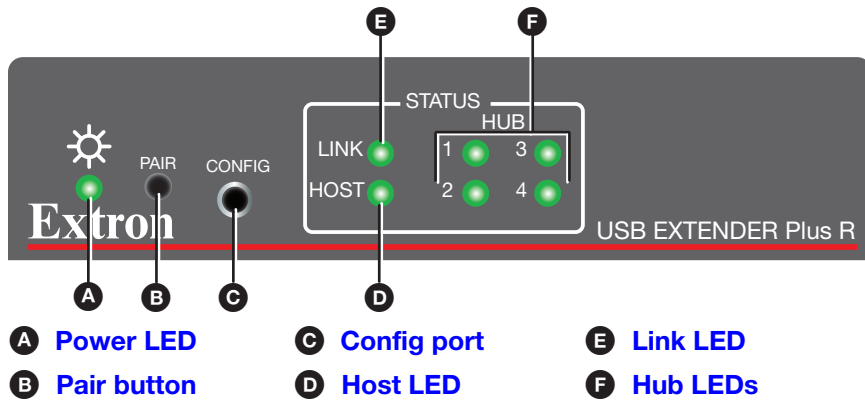 E F
STATUS
HUB
LINK 1 3
PAIR CONFIG
HOST 2 4
Extron USB EXTENDER Plus R
A B C D
A Power LED C Config port E Link LED
B Pair button D Host LED F Hub LEDs